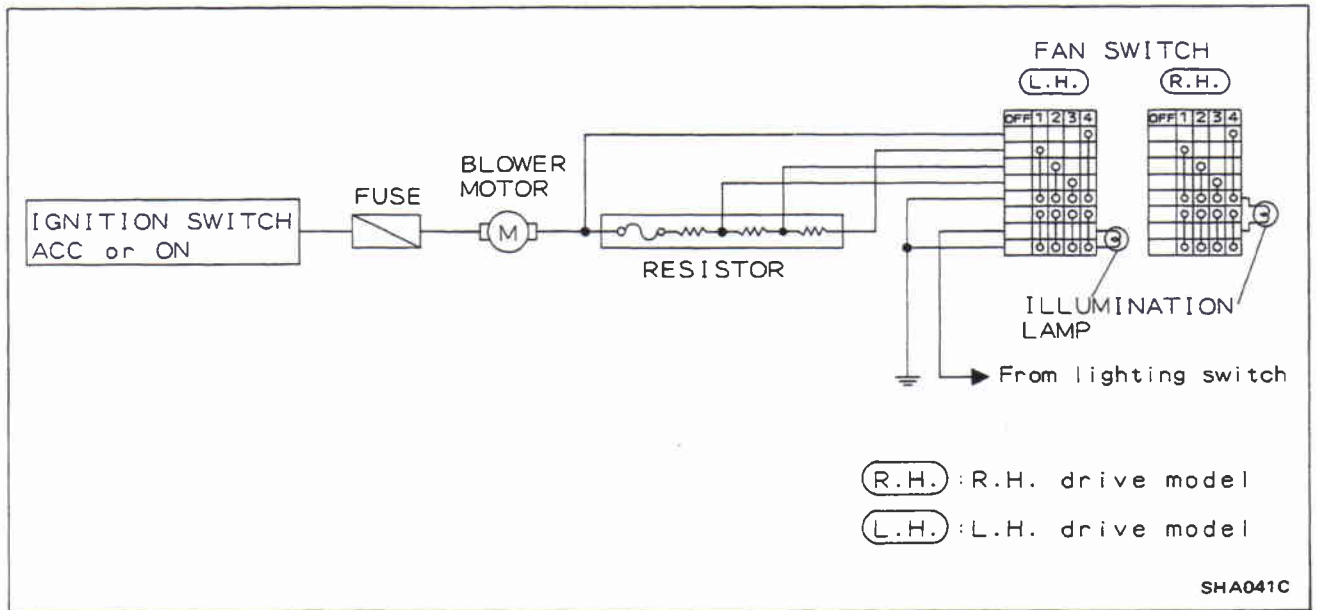 FAN SWITCH
L.H. R.H.
OFF 1 2 3 4
OFF 1 2 3 4
BLOWER
MOTOR
FUSE
IGNITION SWITCH
ACC or ON
M
RESISTOR
ILLUMINATION
LAMP
From lighting switch
R.H. : R.H. drive model
L.H. : L.H. drive model
SHA041C